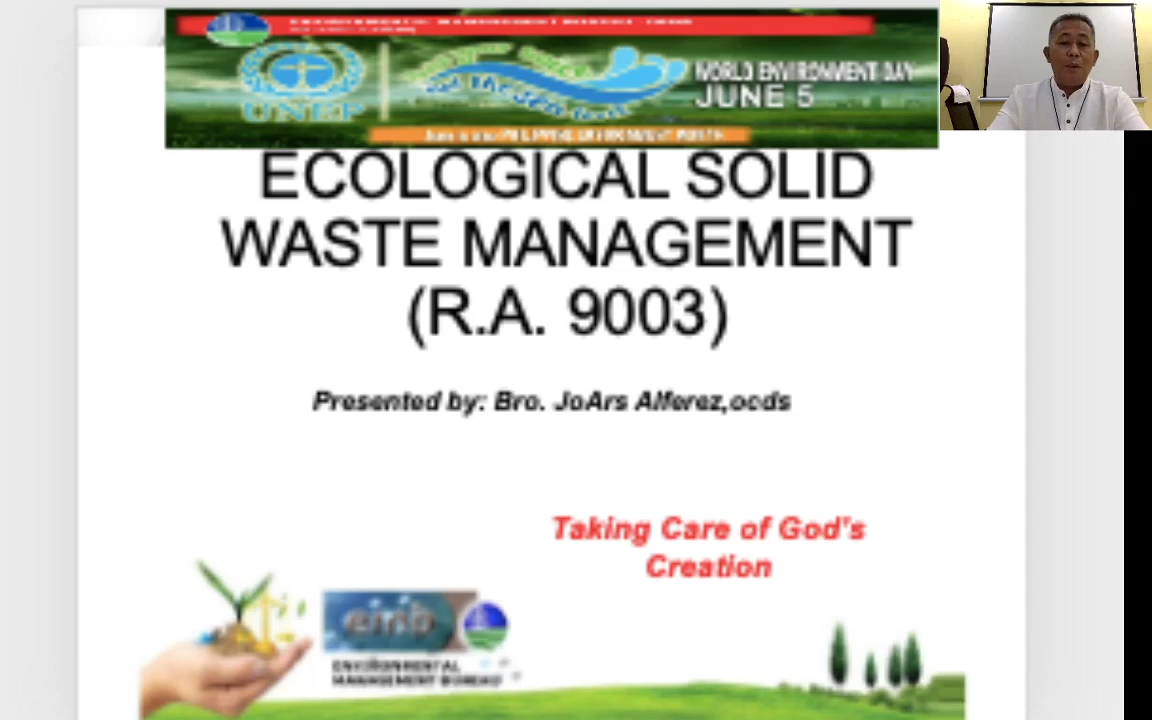 UNEP
WORLD ENVIRONMENT DAY
JUNE 5
ECOLOGICAL SOLID
WASTE MANAGEMENT
(R.A. 9003)
Presented by: Bro. JoArs Alferez,ocds
Taking Care of God's
Creation
emb
ENVIRONMENTAL
MANAGEMENT BUREAU